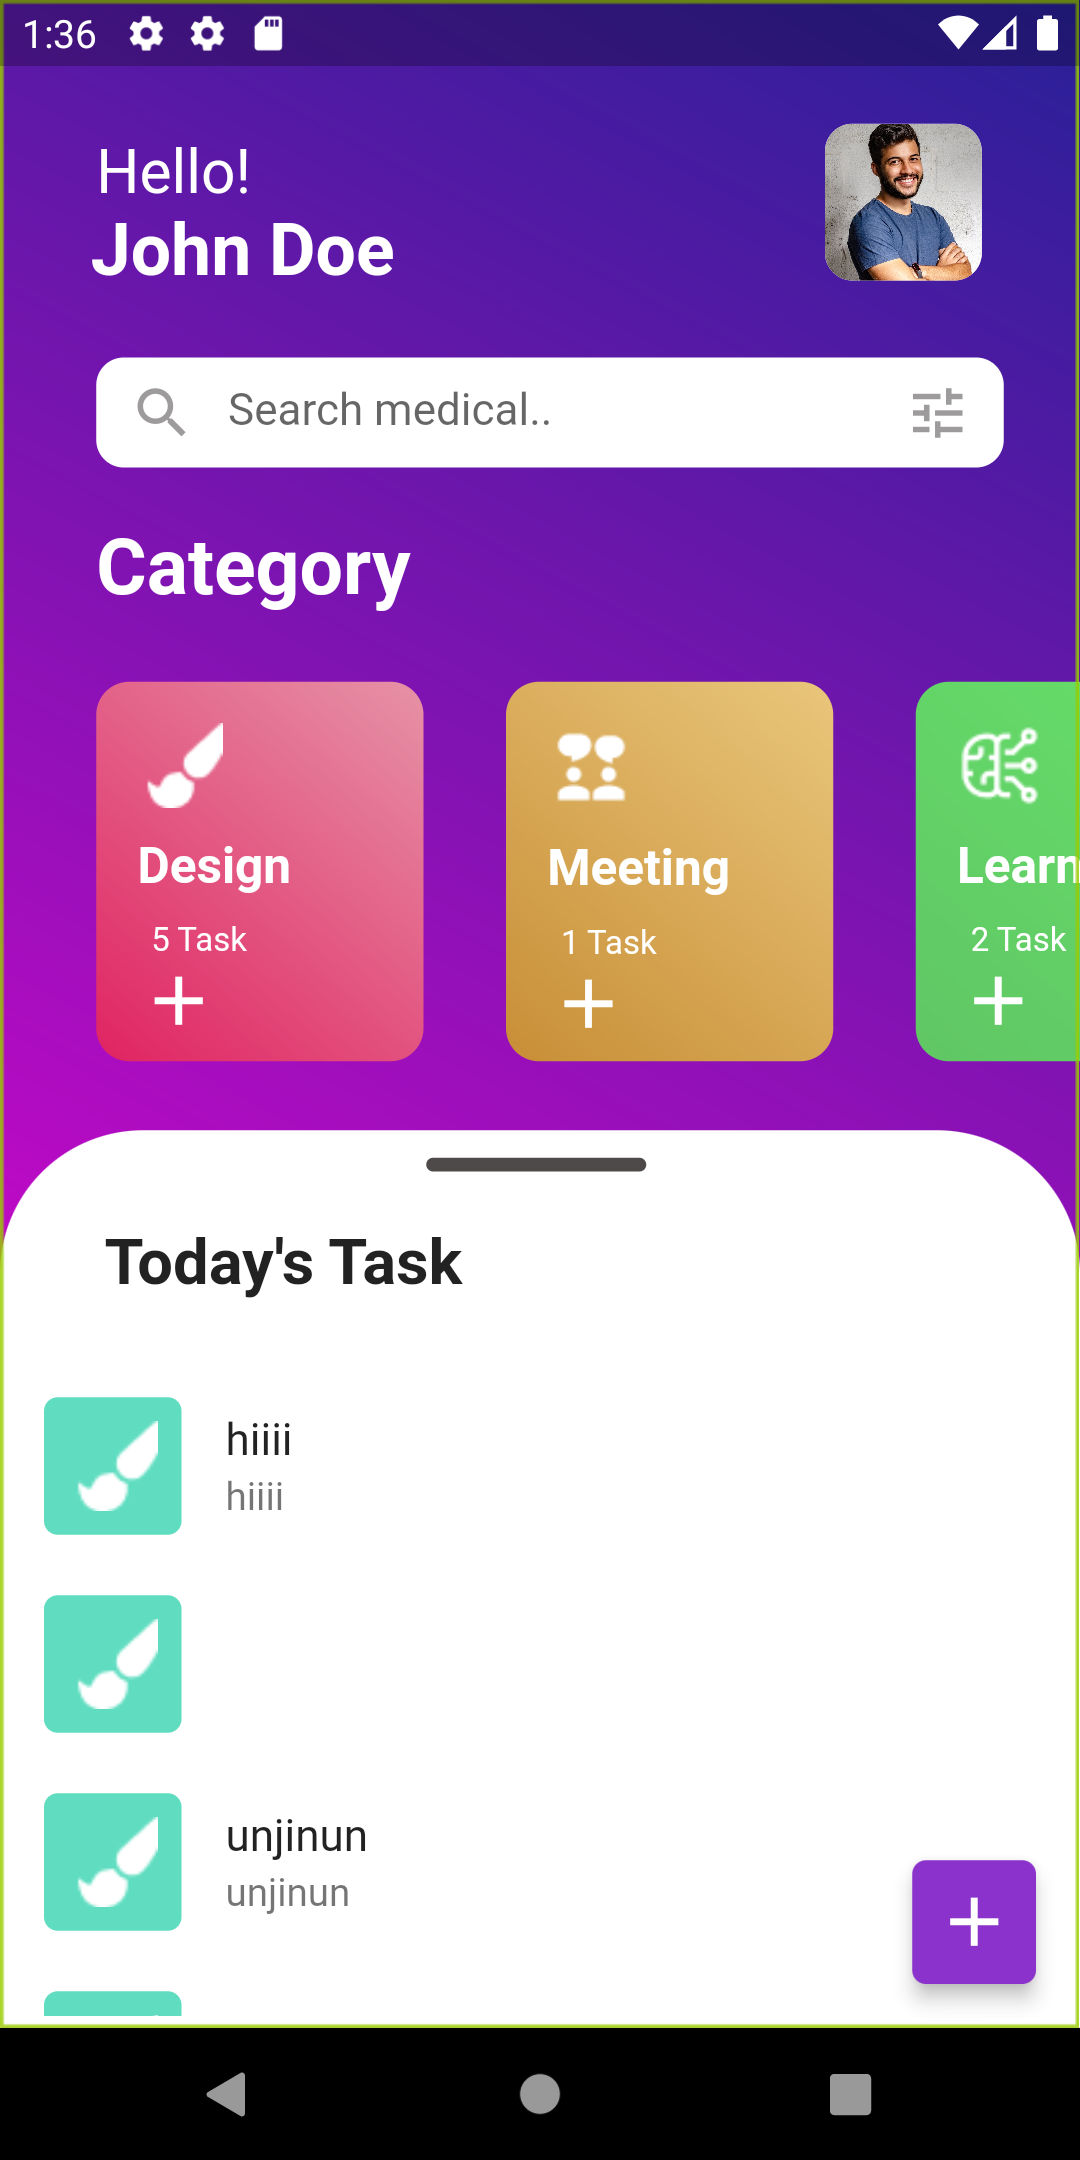 1:36
Hello!
John Doe
Search medical..
Category
Design
5 Task
Meeting
1 Task
Learn
2 Task
Today's Task
hiiii
hiiii
unjinun
unjinun